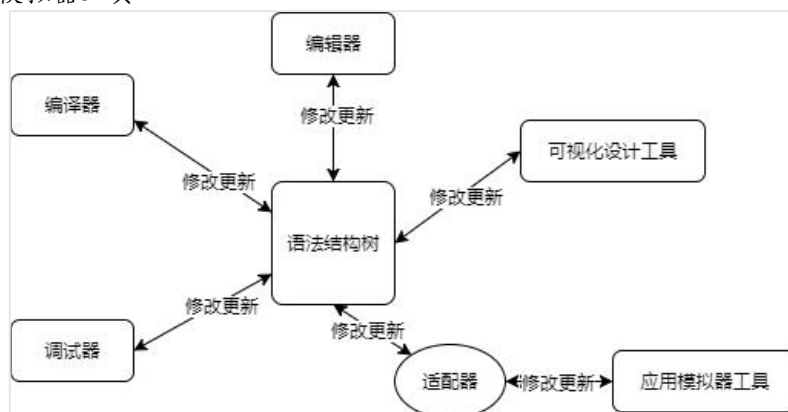 编辑器
编译器
修改更新
可视化设计工具
修改更新
修改更新
语法结构树
修改更新
修改更新
调试器
适配器
修改更新
应用模拟器工具